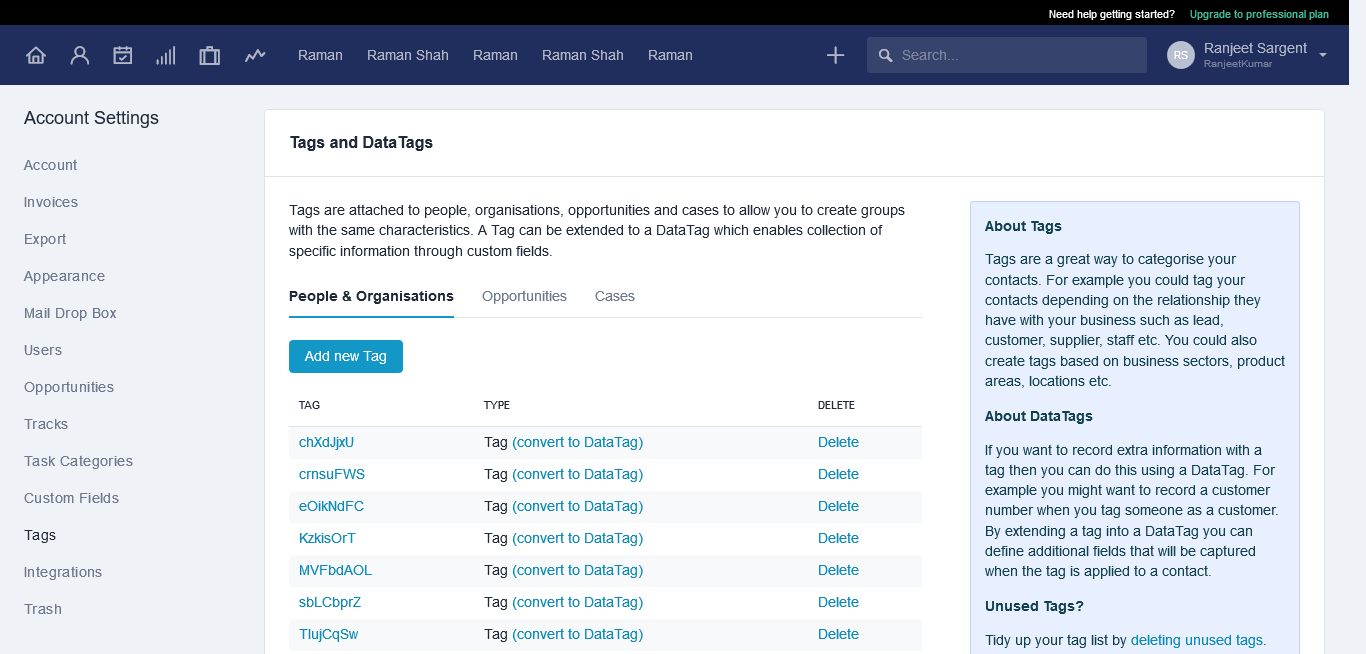 Need help getting started? Upgrade to professional plan
Raman Raman Shah Raman Raman Shah Raman
Search...
RS
Ranjeet Sargent
RanjeetKumar
Account Settings
Account
Invoices
Export
Appearance
Mail Drop Box
Users
Opportunities
Tracks
Task Categories
Custom Fields
Tags
Integrations
Trash
Tags and DataTags
Tags are attached to people, organisations, opportunities and cases to allow you to create groups
with the same characteristics. A Tag can be extended to a DataTag which enables collection of
specific information through custom fields.
People & Organisations Opportunities Cases
Add new Tag
TAG TYPE DELETE
chXdJjxU Tag (convert to DataTag) Delete
crnsuFWS Tag (convert to DataTag) Delete
eOikNdFC Tag (convert to DataTag) Delete
KzkisOrT Tag (convert to DataTag) Delete
MVFbdAOL Tag (convert to DataTag) Delete
sbLCbprZ Tag (convert to DataTag) Delete
TlujCqSw Tag (convert to DataTag) Delete
About Tags
Tags are a great way to categorise your
contacts. For example you could tag your
contacts depending on the relationship they
have with your business such as lead,
customer, supplier, staff etc. You could also
create tags based on business sectors, product
areas, locations etc.
About DataTags
If you want to record extra information with a
tag then you can do this using a DataTag. For
example you might want to record a customer
number when you tag someone as a customer.
By extending a tag into a DataTag you can
define additional fields that will be captured
when the tag is applied to a contact.
Unused Tags?
Tidy up your tag list by deleting unused tags.